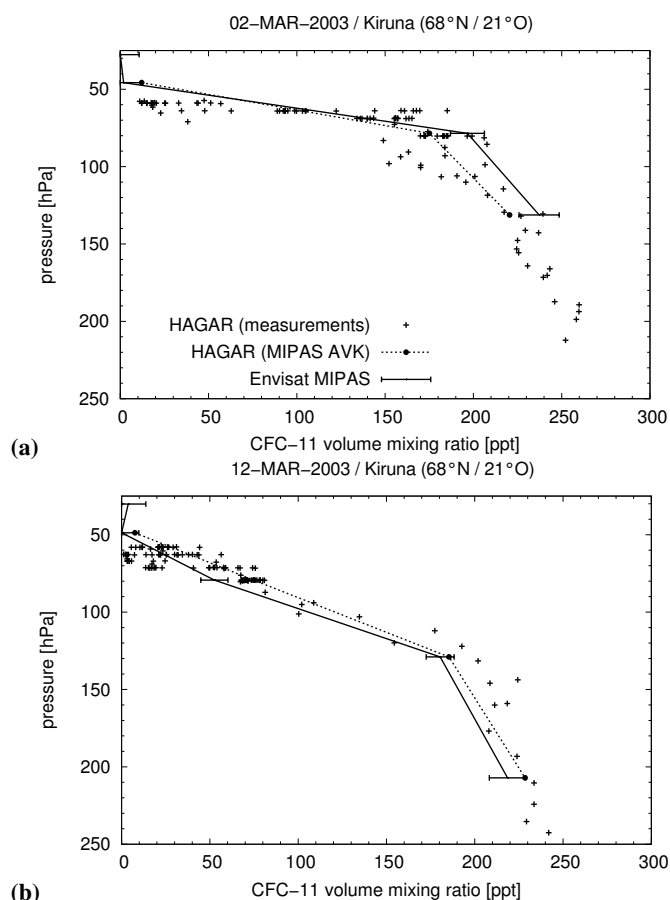 02−MAR−2003 / Kiruna (68°N / 21°O)
0
50
100
150
200
250
pressure [hPa]
HAGAR (measurements)
HAGAR (MIPAS AVK)
Envisat MIPAS
0 50 100 150 200 250 300
(a)
CFC−11 volume mixing ratio [ppt]
12−MAR−2003 / Kiruna (68°N / 21°O)
50
100
150
200
250
pressure [hPa]
0 50 100 150 200 250 300
(b)
CFC−11 volume mixing ratio [ppt]